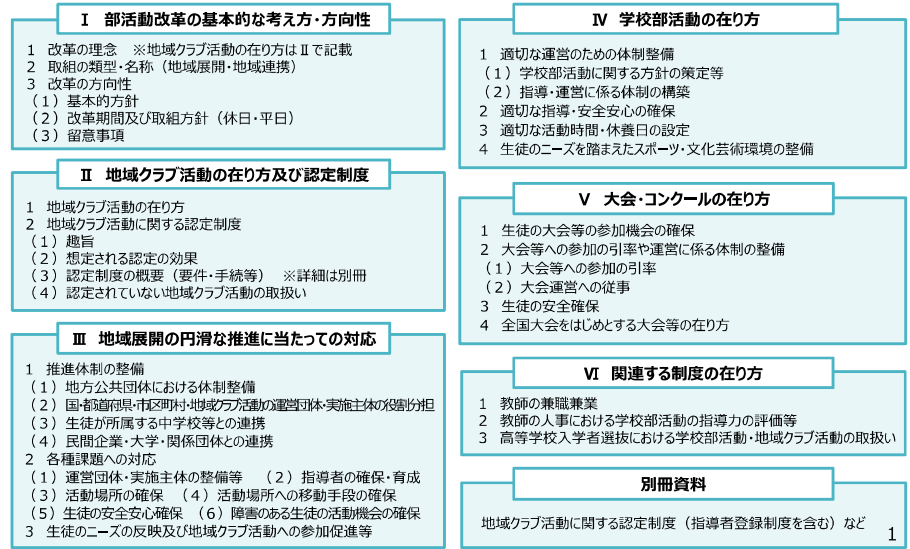 Ⅰ 部活動改革の基本的な考え方・方向性
1 改革の理念 ※地域クラブ活動の在り方はⅡで記載
2 取組の類型・名称（地域展開・地域連携）
3 改革の方向性
（1）基本的方針
（2）改革期間及び取組方針（休日・平日）
（3）留意事項
Ⅱ 地域クラブ活動の在り方及び認定制度
1 地域クラブ活動の在り方
2 地域クラブ活動に関する認定制度
（1）趣旨
（2）想定される認定の効果
（3）認定制度の概要（要件・手続等） ※詳細は別冊
（4）認定されていない地域クラブ活動の取扱い
Ⅲ 地域展開の円滑な推進に当たっての対応
1 推進体制の整備
（1）地方公共団体における体制整備
（2）国・都道府県・市区町村・地域クラブ活動の運営団体・実施主体の役割分担
（3）生徒が所属する中学校等との連携
（4）民間企業・大学・関係団体との連携
2 各種課題への対応
（1）運営団体・実施主体の整備等 （2）指導者の確保・育成
（3）活動場所の確保 （4）活動場所への移動手段の確保
（5）生徒の安全安心確保 （6）障害のある生徒の活動機会の確保
3 生徒のニーズの反映及び地域クラブ活動への参加促進等
Ⅳ 学校部活動の在り方
1 適切な運営のための体制整備
（1）学校部活動に関する方針の策定等
（2）指導・運営に係る体制の構築
2 適切な指導・安全安心の確保
3 適切な活動時間・休養日の設定
4 生徒のニーズを踏まえたスポーツ・文化芸術環境の整備
Ⅴ 大会・コンクールの在り方
1 生徒の大会等の参加機会の確保
2 大会等への参加の引率や運営に係る体制の整備
（1）大会等への参加の引率
（2）大会運営への従事
3 生徒の安全確保
4 全国大会をはじめとする大会等の在り方
Ⅵ 関連する制度の在り方
1 教師の兼職兼業
2 教師の人事における学校部活動の指導力の評価等
3 高等学校入学者選抜における学校部活動・地域クラブ活動の取扱い
別冊資料
地域クラブ活動に関する認定制度（指導者登録制度を含む）など
1